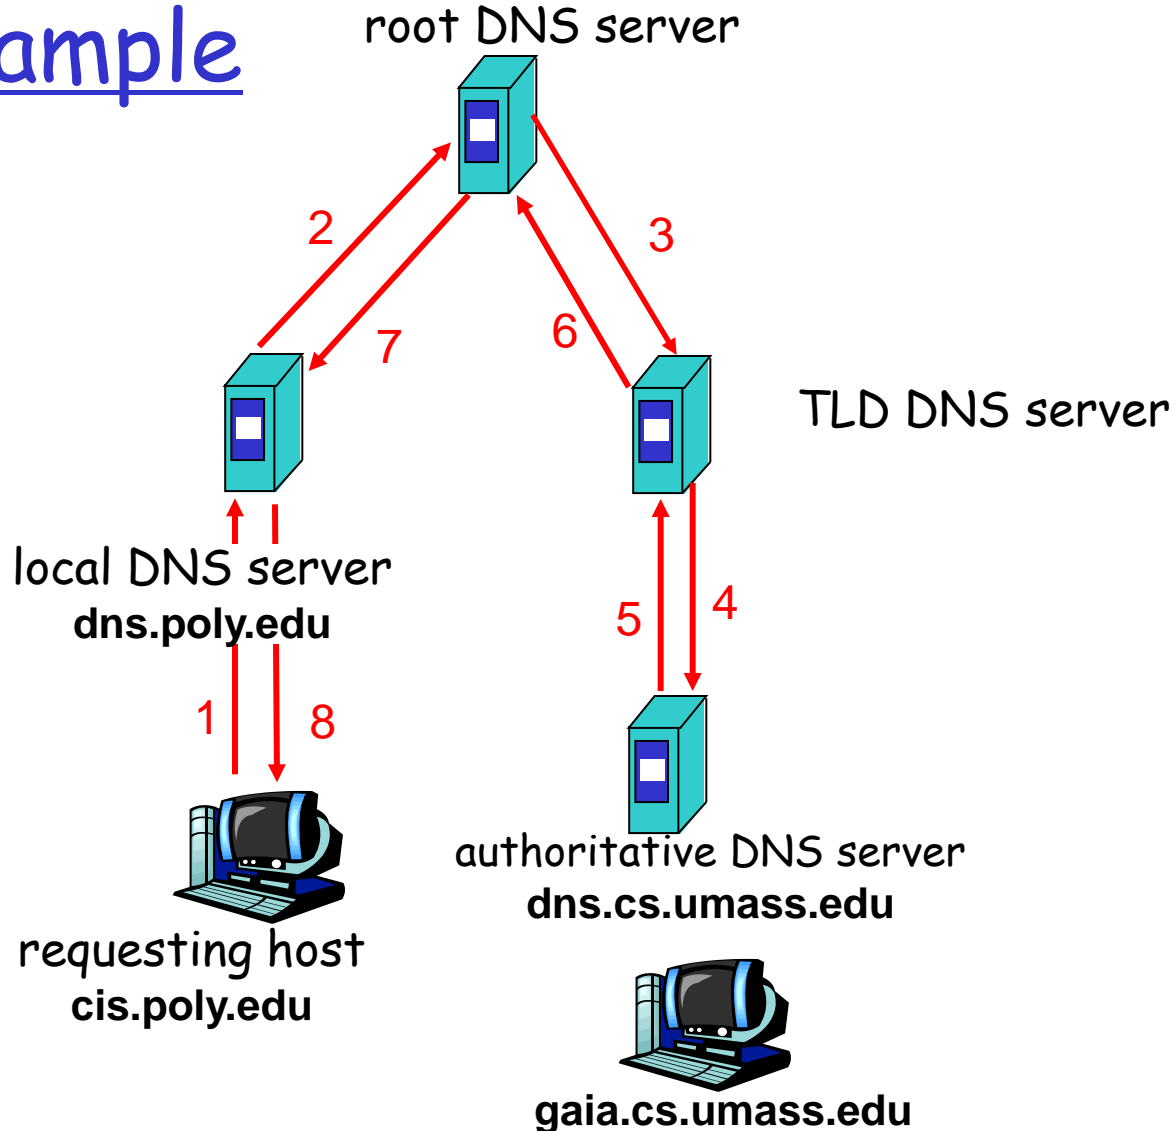 ample
root DNS server
2
3
7
6
TLD DNS server
local DNS server
dns.poly.edu
5
4
1
8
authoritative DNS server
dns.cs.umass.edu
requesting host
cis.poly.edu
gaia.cs.umass.edu